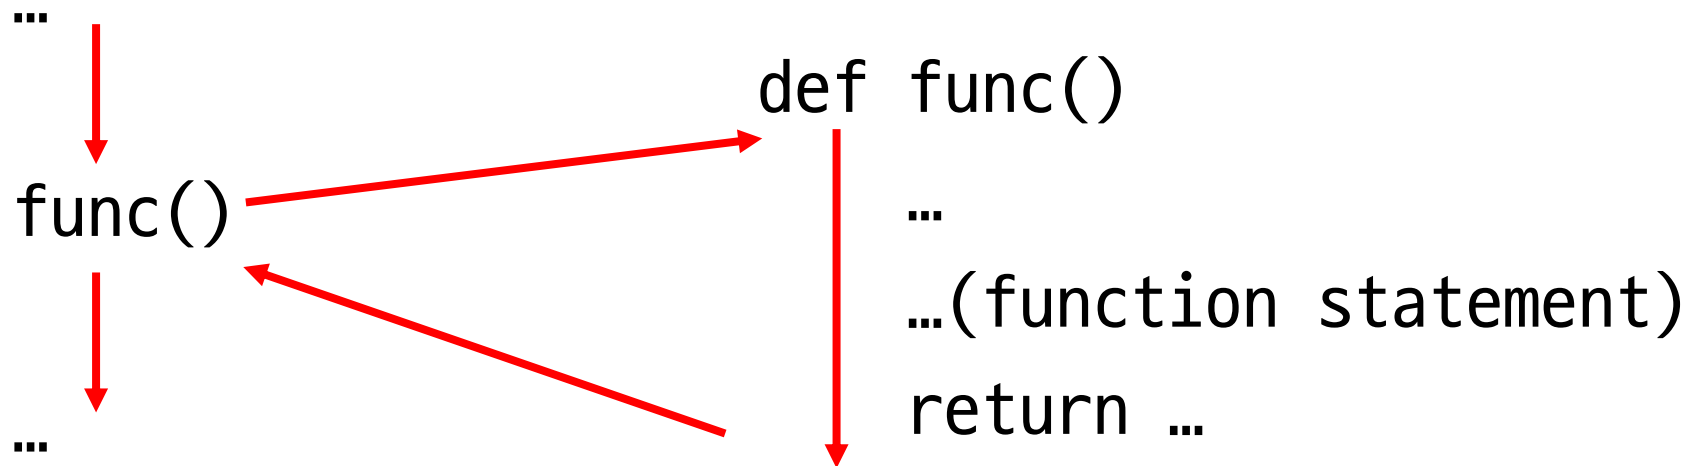 …
func()
…
def func()
…
…(function statement)
return …